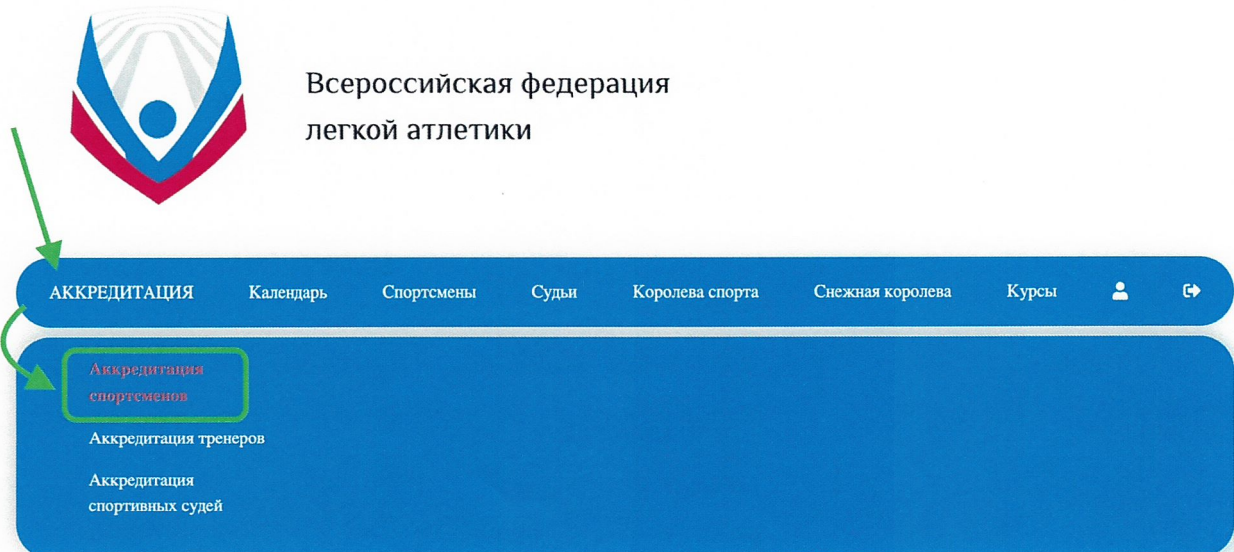 Всероссийская федерация
легкой атлетики
АККРЕДИТАЦИЯ Календарь Спортсмены Судьи Королева спорта Снежная королева Курсы
Аккредитация
спортсменов
Аккредитация тренеров
Аккредитация
спортивных судей